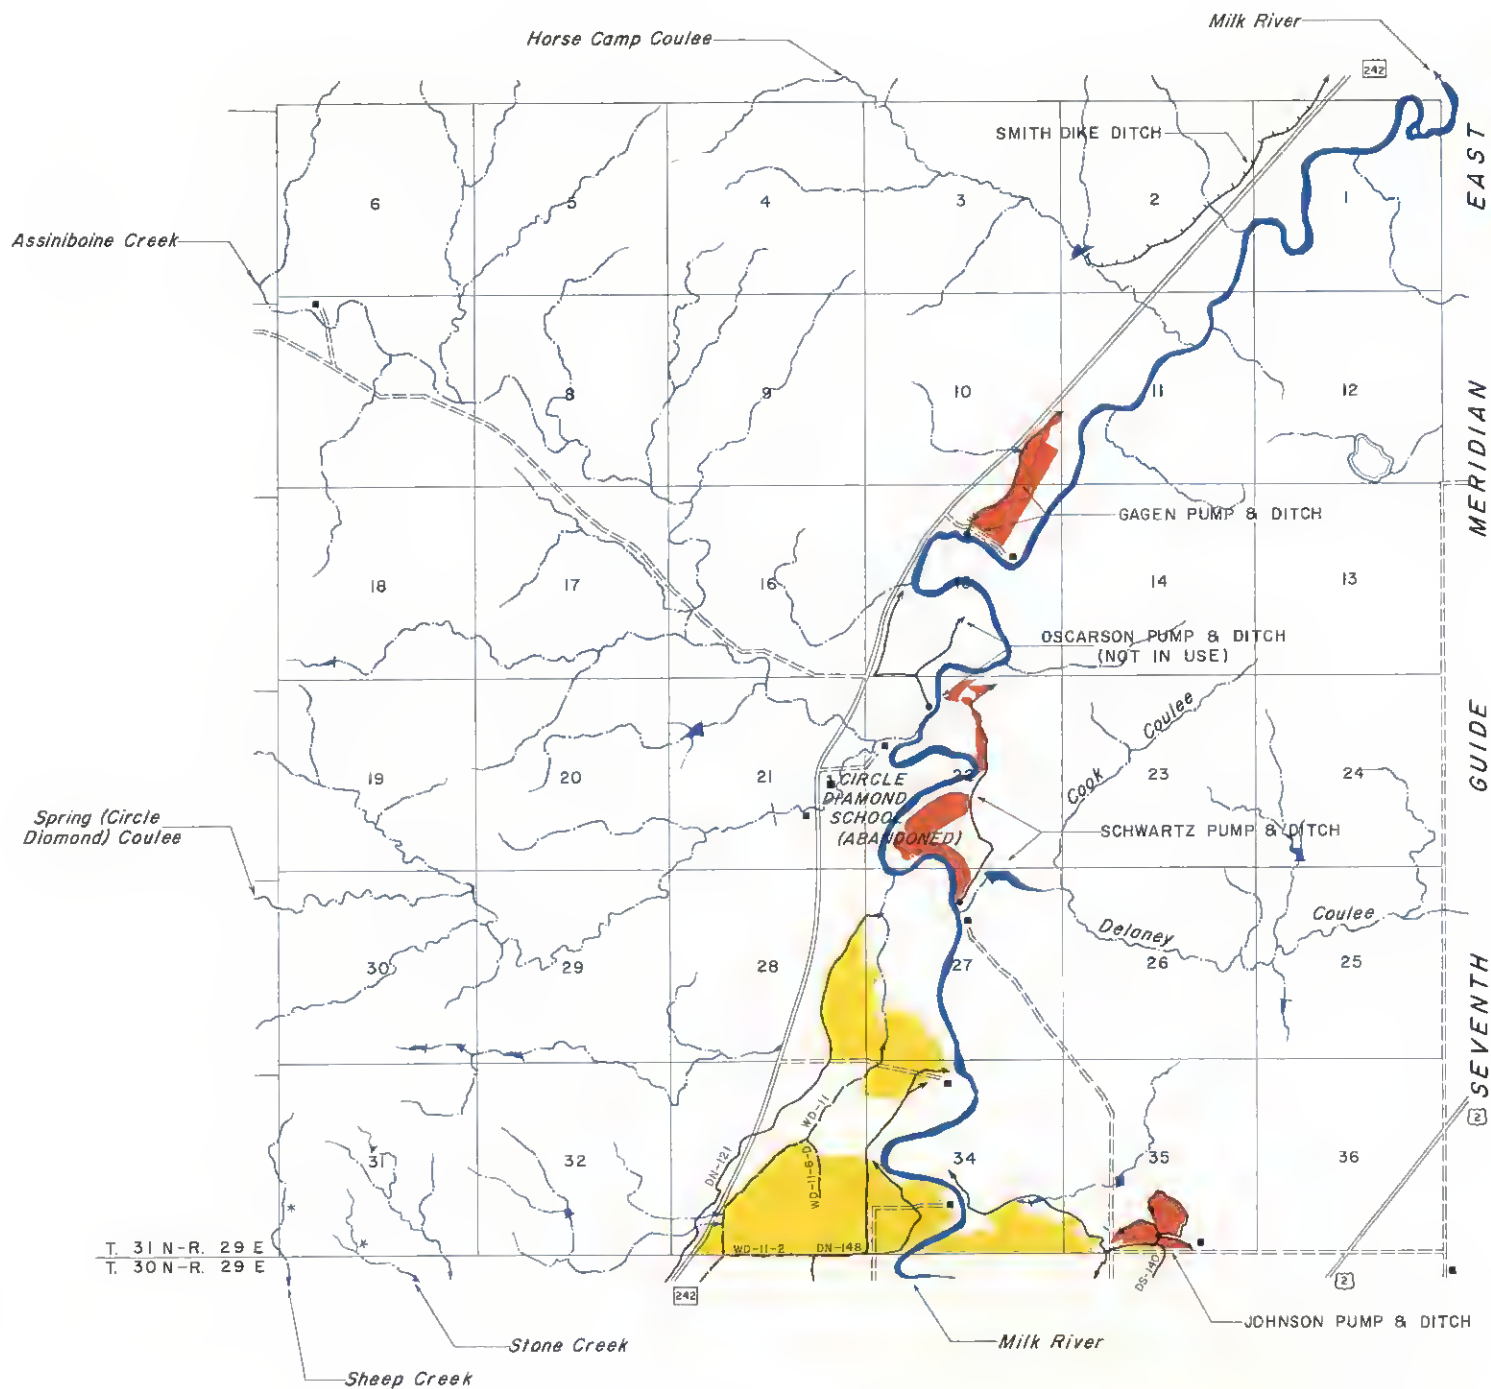 Milk River
Horse Camp Coulee
242
SMITH DIKE DITCH
EAST
6
5
4
3
2
1
Assiniboine Creek
8
9
10
11
12
MERIDIAN
GAGEN PUMP & DITCH
18
17
16
15
14
13
OSCARSON PUMP & DITCH
(NOT IN USE)
Cook Coulee
GUIDE
19
20
21
22
23
24
CIRCLE
DIAMOND
SCHOOL
(ABANDONED)
Spring (Circle
Diamond) Coulee
SCHWARTZ PUMP & DITCH
Delaney Coulee
30
29
28
27
26
25
SEVENTH
2
WD-11
DN-121
WD-11-6-D
31
32
34
35
36
T. 31 N-R. 29 E
T. 30 N-R. 29 E
WD-11-2
DN-148
DS-140
2
242
JOHNSON PUMP & DITCH
Stone Creek
Milk River
Sheep Creek